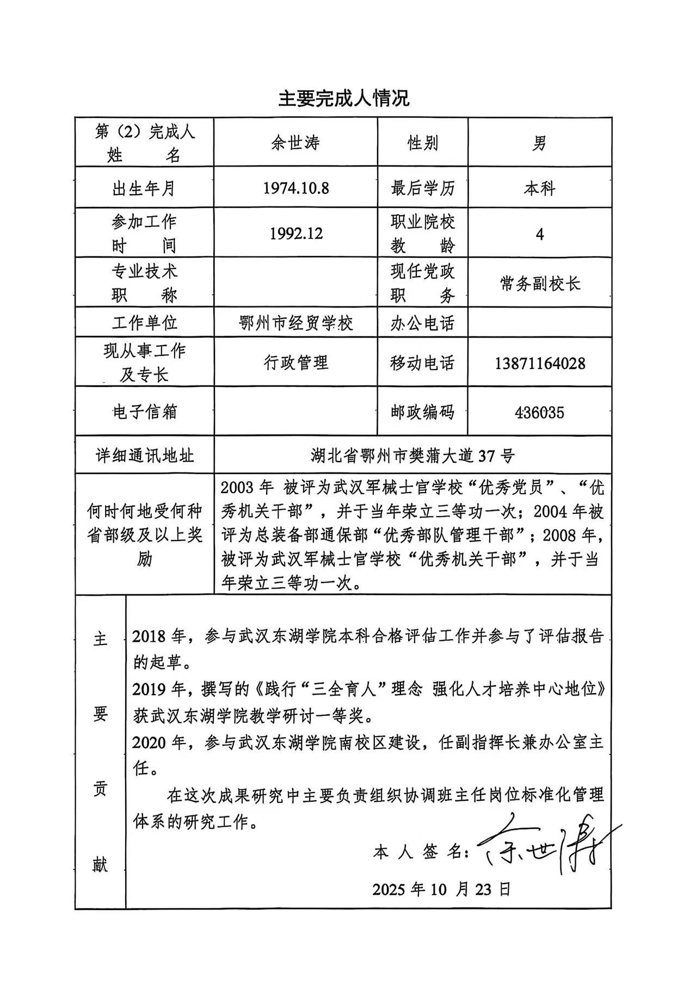 主要完成人情况
第（2）完成人
姓 名
余世涛
性别
男
出生年月
1974.10.8
最后学历
本科
参加工作
时 间
1992.12
职业院校
教 龄
4
专业技术
职 称
现任党政
职 务
常务副校长
工作单位
鄂州市经贸学校
办公电话
现从事工作
及专长
行政管理
移动电话
13871164028
电子信箱
邮政编码
436035
详细通讯地址
湖北省鄂州市樊蒲大道 37 号
何时何地受何种
省部级及以上奖
励
2003 年 被评为武汉军械士官学校“优秀党员”、“优
秀机关干部”，并于当年荣立三等功一次；2004 年被
评为总装备部通保部“优秀部队管理干部”；2008 年，
被评为武汉军械士官学校“优秀机关干部”，并于当
年荣立三等功一次。
主
要
贡
献
2018 年，参与武汉东湖学院本科合格评估工作并参与了评估报告
的起草。
2019 年，撰写的《践行“三全育人”理念 强化人才培养中心地位》
获武汉东湖学院教学研讨一等奖。
2020 年，参与武汉东湖学院南校区建设，任副指挥长兼办公室主
任。
在这次成果研究中主要负责组织协调班主任岗位标准化管理
体系的研究工作。
本 人 签 名：余世涛
2025 年 10 月 23 日